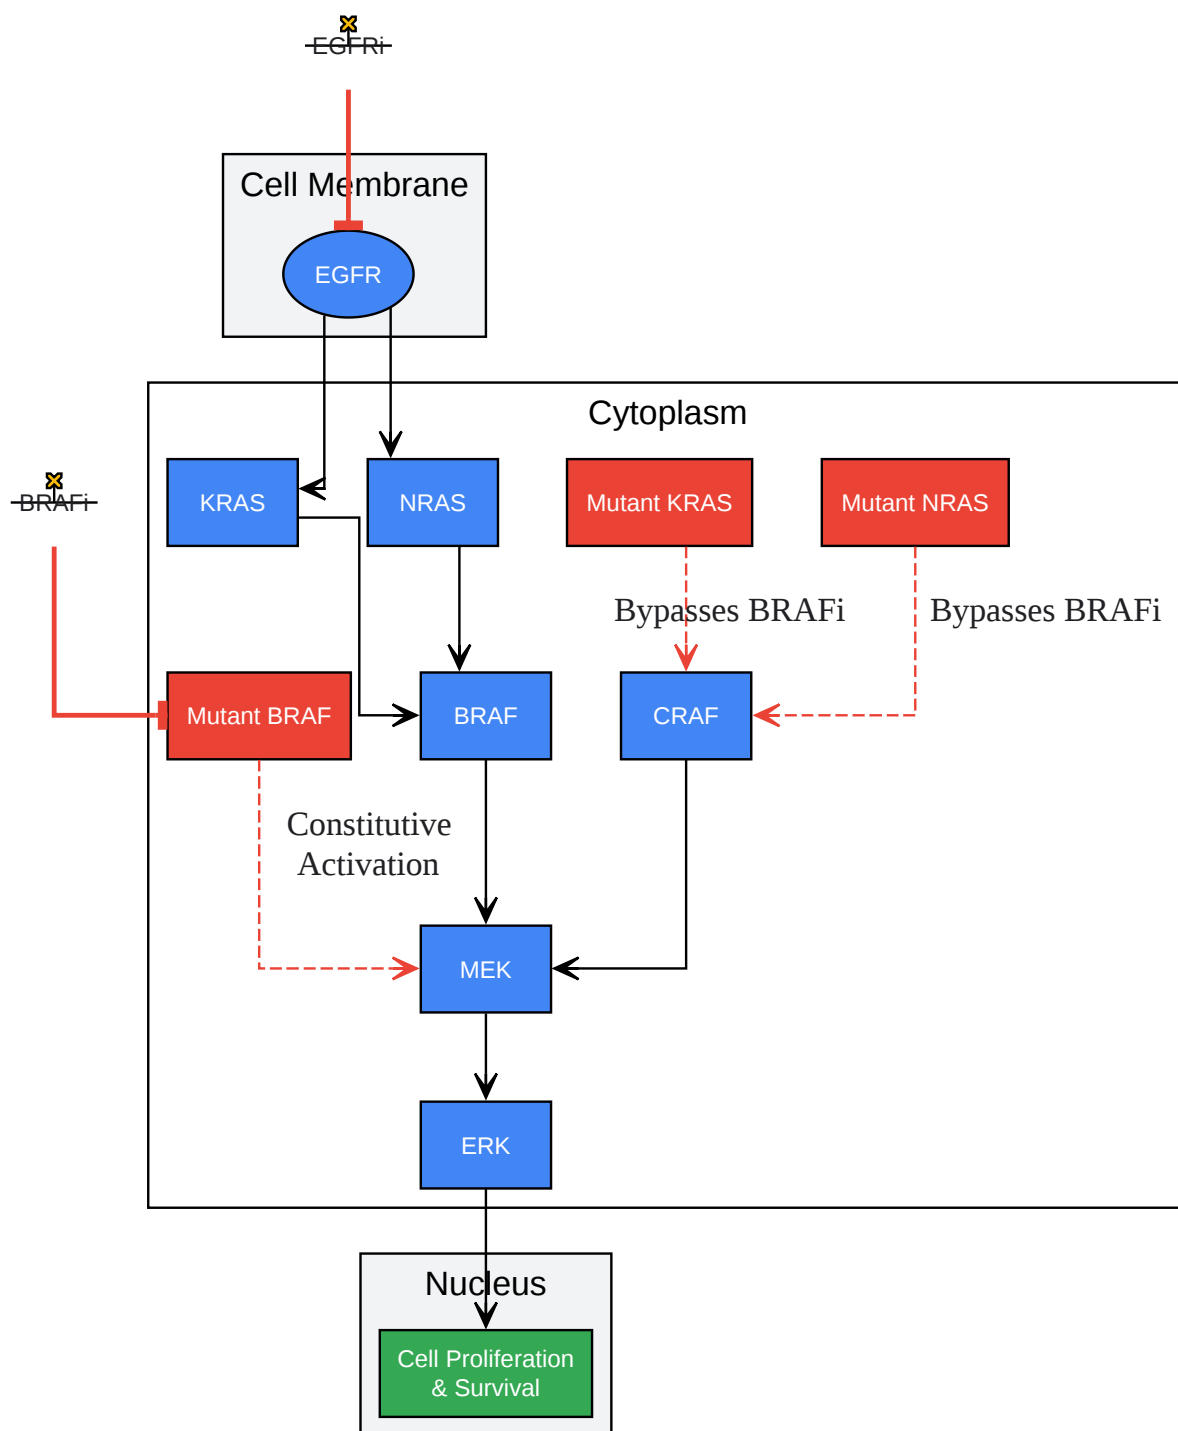 EGFRi
Cell Membrane
EGFR
Cytoplasm
KRAS
NRAS
Mutant KRAS
Mutant NRAS
BRAFi
Bypasses BRAFi
Bypasses BRAFi
Mutant BRAF
BRAF
CRAF
Constitutive
Activation
MEK
ERK
Nucleus
Cell Proliferation
& Survival